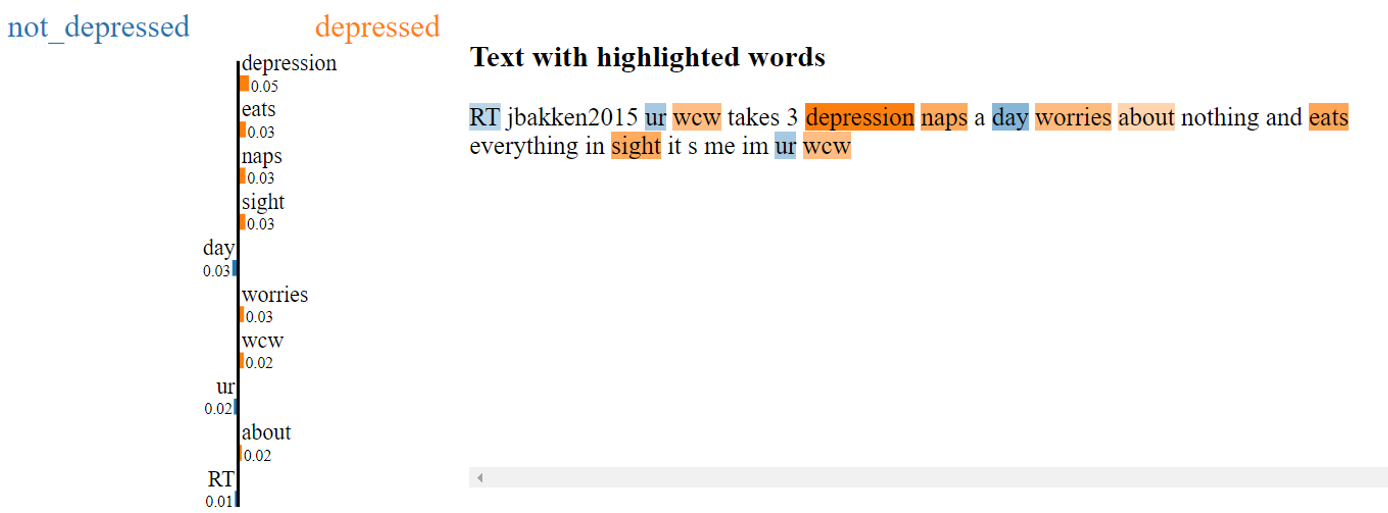 not_depressed depressed
depression
0.05
eats
0.03
naps
0.03
sight
0.03
day
0.03
worries
0.03
wcw
0.02
ur
0.02
about
0.02
RT
0.01
Text with highlighted words
RT jbakken2015 ur wcw takes 3 depression naps a day worries about nothing and eats
everything in sight it s me im ur wcw